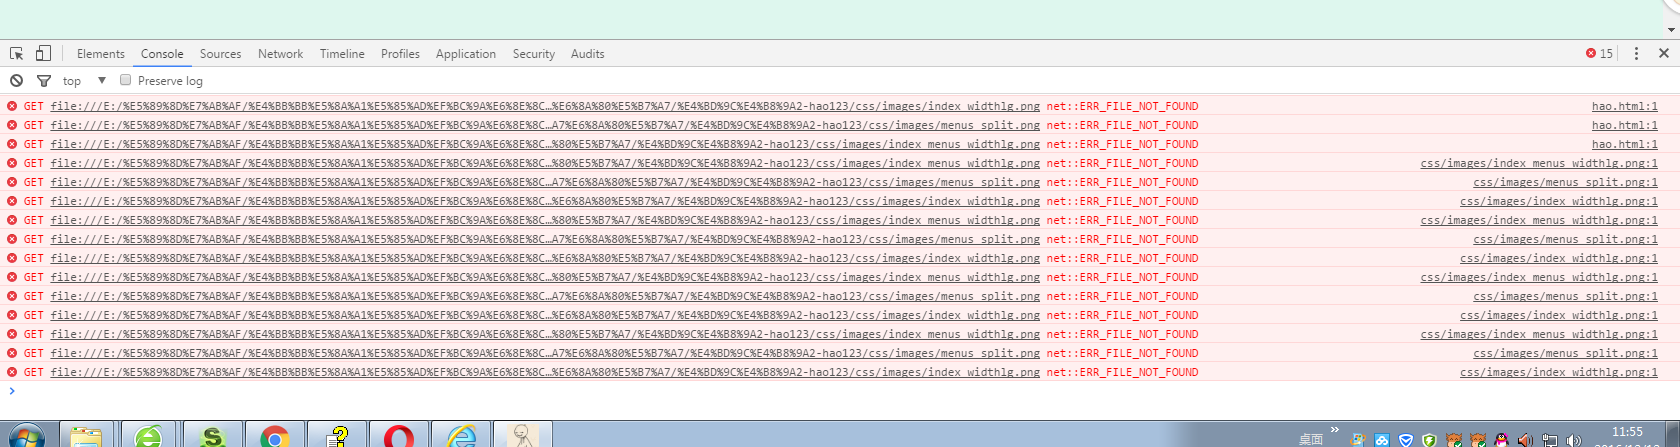 Elements Console Sources Network Timeline Profiles Application Security Audits 15
top Preserve log
GET file:///E:/%E5%89%8D%E7%AB%AF/%E4%BB%BB%E5%8A%A1%E5%85%AD%EF%BC%9A%E6%8E%8C…%E6%8A%80%E5%B7%A7/%E4%BD%9C%E4%B8%9A2-hao123/css/images/index_widthlg.png net::ERR_FILE_NOT_FOUND hao.html:1
GET file:///E:/%E5%89%8D%E7%AB%AF/%E4%BB%BB%E5%8A%A1%E5%85%AD%EF%BC%9A%E6%8E%8C…A7%E6%8A%80%E5%B7%A7/%E4%BD%9C%E4%B8%9A2-hao123/css/images/menus_split.png net::ERR_FILE_NOT_FOUND hao.html:1
GET file:///E:/%E5%89%8D%E7%AB%AF/%E4%BB%BB%E5%8A%A1%E5%85%AD%EF%BC%9A%E6%8E%8C…%80%E5%B7%A7/%E4%BD%9C%E4%B8%9A2-hao123/css/images/index_menus_widthlg.png net::ERR_FILE_NOT_FOUND hao.html:1
GET file:///E:/%E5%89%8D%E7%AB%AF/%E4%BB%BB%E5%8A%A1%E5%85%AD%EF%BC%9A%E6%8E%8C…%80%E5%B7%A7/%E4%BD%9C%E4%B8%9A2-hao123/css/images/index_menus_widthlg.png net::ERR_FILE_NOT_FOUND css/images/index_menus_widthlg.png:1
GET file:///E:/%E5%89%8D%E7%AB%AF/%E4%BB%BB%E5%8A%A1%E5%85%AD%EF%BC%9A%E6%8E%8C…A7%E6%8A%80%E5%B7%A7/%E4%BD%9C%E4%B8%9A2-hao123/css/images/menus_split.png net::ERR_FILE_NOT_FOUND css/images/menus_split.png:1
GET file:///E:/%E5%89%8D%E7%AB%AF/%E4%BB%BB%E5%8A%A1%E5%85%AD%EF%BC%9A%E6%8E%8C…%E6%8A%80%E5%B7%A7/%E4%BD%9C%E4%B8%9A2-hao123/css/images/index_widthlg.png net::ERR_FILE_NOT_FOUND css/images/index_widthlg.png:1
GET file:///E:/%E5%89%8D%E7%AB%AF/%E4%BB%BB%E5%8A%A1%E5%85%AD%EF%BC%9A%E6%8E%8C…%80%E5%B7%A7/%E4%BD%9C%E4%B8%9A2-hao123/css/images/index_menus_widthlg.png net::ERR_FILE_NOT_FOUND css/images/index_menus_widthlg.png:1
GET file:///E:/%E5%89%8D%E7%AB%AF/%E4%BB%BB%E5%8A%A1%E5%85%AD%EF%BC%9A%E6%8E%8C…A7%E6%8A%80%E5%B7%A7/%E4%BD%9C%E4%B8%9A2-hao123/css/images/menus_split.png net::ERR_FILE_NOT_FOUND css/images/menus_split.png:1
GET file:///E:/%E5%89%8D%E7%AB%AF/%E4%BB%BB%E5%8A%A1%E5%85%AD%EF%BC%9A%E6%8E%8C…%E6%8A%80%E5%B7%A7/%E4%BD%9C%E4%B8%9A2-hao123/css/images/index_widthlg.png net::ERR_FILE_NOT_FOUND css/images/index_widthlg.png:1
GET file:///E:/%E5%89%8D%E7%AB%AF/%E4%BB%BB%E5%8A%A1%E5%85%AD%EF%BC%9A%E6%8E%8C…%80%E5%B7%A7/%E4%BD%9C%E4%B8%9A2-hao123/css/images/index_menus_widthlg.png net::ERR_FILE_NOT_FOUND css/images/index_menus_widthlg.png:1
GET file:///E:/%E5%89%8D%E7%AB%AF/%E4%BB%BB%E5%8A%A1%E5%85%AD%EF%BC%9A%E6%8E%8C…A7%E6%8A%80%E5%B7%A7/%E4%BD%9C%E4%B8%9A2-hao123/css/images/menus_split.png net::ERR_FILE_NOT_FOUND css/images/menus_split.png:1
GET file:///E:/%E5%89%8D%E7%AB%AF/%E4%BB%BB%E5%8A%A1%E5%85%AD%EF%BC%9A%E6%8E%8C…%E6%8A%80%E5%B7%A7/%E4%BD%9C%E4%B8%9A2-hao123/css/images/index_widthlg.png net::ERR_FILE_NOT_FOUND css/images/index_widthlg.png:1
GET file:///E:/%E5%89%8D%E7%AB%AF/%E4%BB%BB%E5%8A%A1%E5%85%AD%EF%BC%9A%E6%8E%8C…%80%E5%B7%A7/%E4%BD%9C%E4%B8%9A2-hao123/css/images/index_menus_widthlg.png net::ERR_FILE_NOT_FOUND css/images/index_menus_widthlg.png:1
GET file:///E:/%E5%89%8D%E7%AB%AF/%E4%BB%BB%E5%8A%A1%E5%85%AD%EF%BC%9A%E6%8E%8C…A7%E6%8A%80%E5%B7%A7/%E4%BD%9C%E4%B8%9A2-hao123/css/images/menus_split.png net::ERR_FILE_NOT_FOUND css/images/menus_split.png:1
GET file:///E:/%E5%89%8D%E7%AB%AF/%E4%BB%BB%E5%8A%A1%E5%85%AD%EF%BC%9A%E6%8E%8C…%E6%8A%80%E5%B7%A7/%E4%BD%9C%E4%B8%9A2-hao123/css/images/index_widthlg.png net::ERR_FILE_NOT_FOUND css/images/index_widthlg.png:1
桌面 11:55